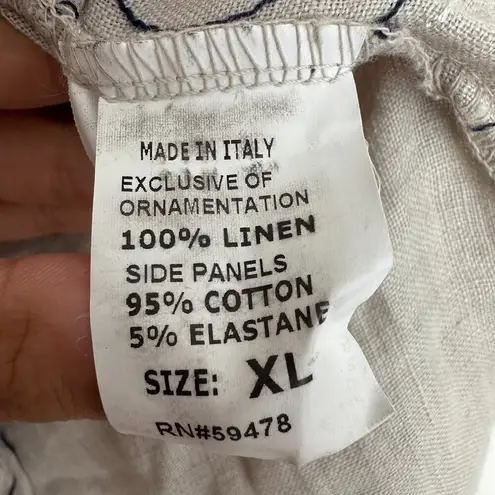 MADE IN ITALY
EXCLUSIVE OF
ORNAMENTATION
100% LINEN
SIDE PANELS
95% COTTON
5% ELASTANE
SIZE: XL
RN#59478